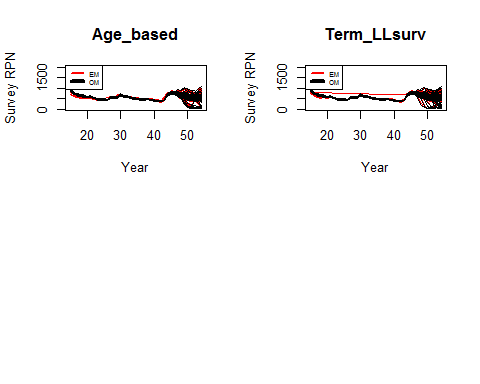 Age_based
Survey RPN
0 1500
EM
OM
20 30 40 50
Year
Term_LLsurv
Survey RPN
0 1500
EM
OM
20 30 40 50
Year